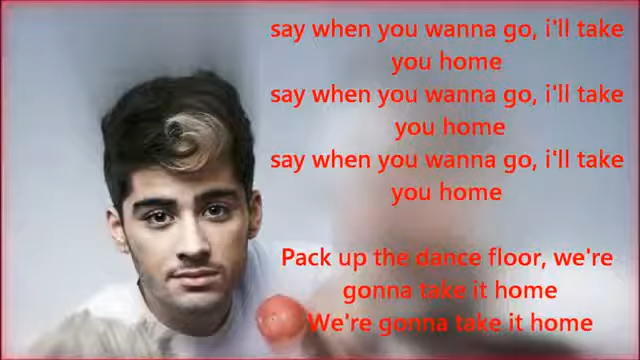 say when you wanna go, i'll take
you home
say when you wanna go, i'll take
you home
say when you wanna go, i'll take
you home
Pack up the dance floor, we're
gonna take it home
We're gonna take it home